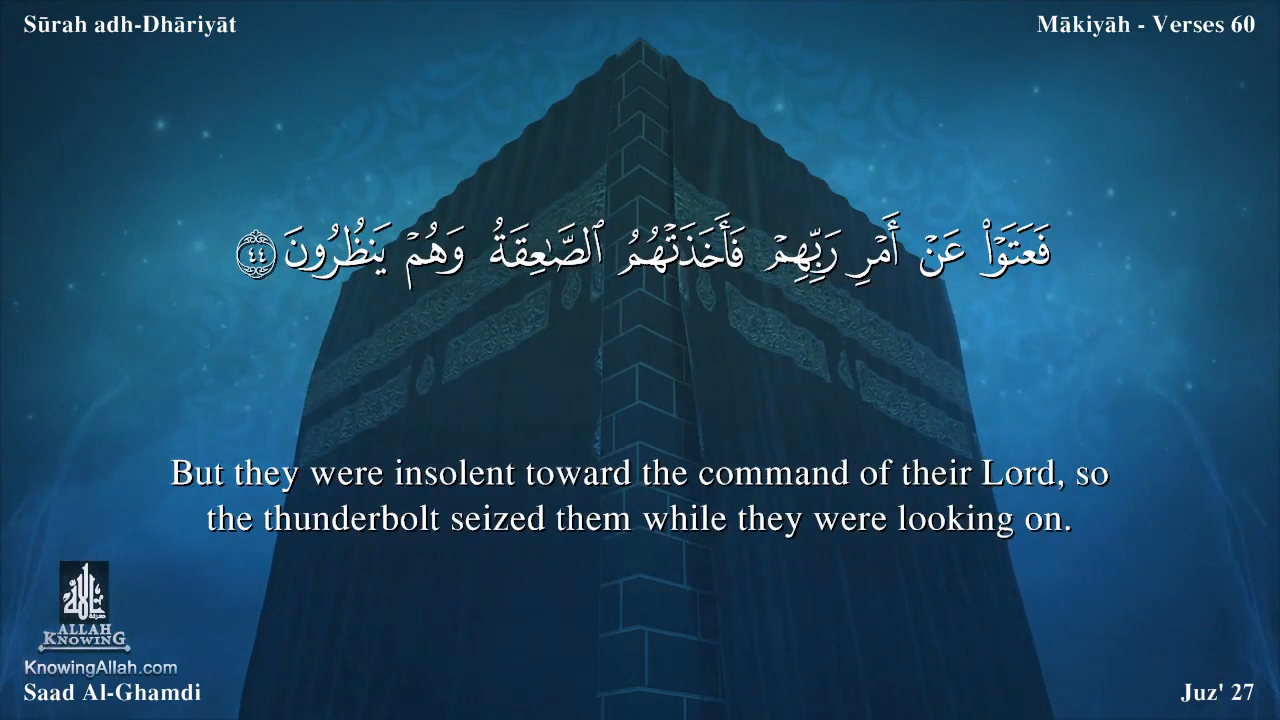 Sūrah adh-Dhāriyāt
Mākiyāh - Verses 60
فَعَتَوْا۟ عَنْ أَمْرِ رَبِّهِمْ فَأَخَذَتْهُمُ ٱلصَّـٰعِقَةُ وَهُمْ يَنظُرُونَ ٤٤
But they were insolent toward the command of their Lord, so
the thunderbolt seized them while they were looking on.
ALLAH
KNOWING
KnowingAllah.com
Saad Al-Ghamdi
Juz' 27